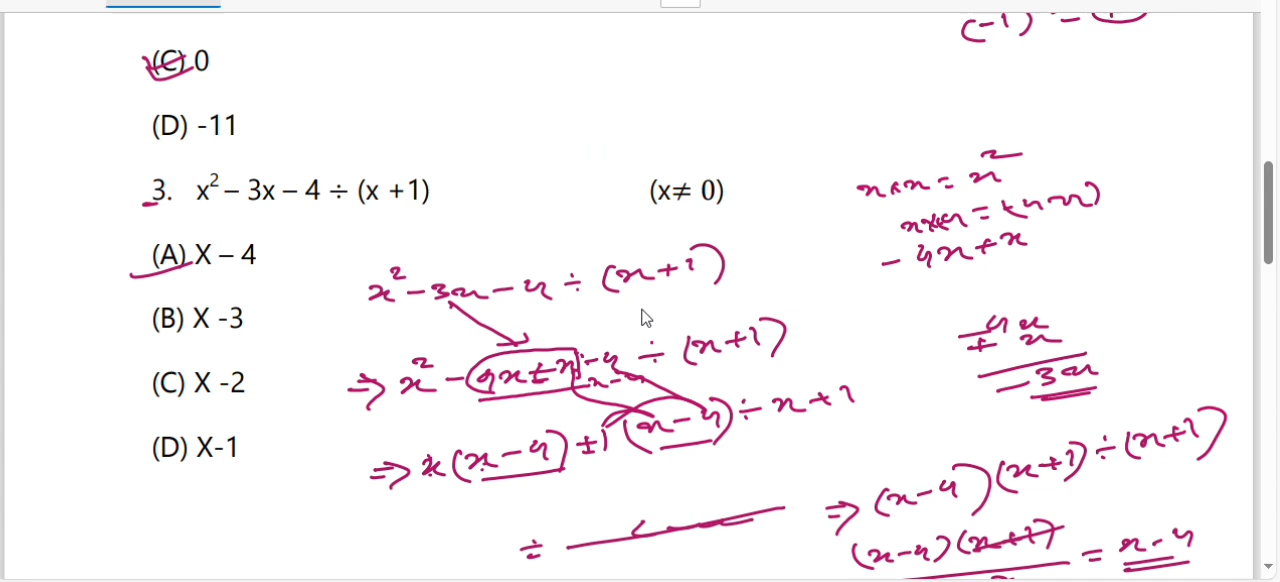 (-1) =
(C) 0
(D) -11
3. x² – 3x – 4 ÷ (x +1) (x≠ 0)
(A) X – 4
(B) X -3
(C) X -2
(D) X-1
x² - 3x - 4 ÷ (x+1)
⇒ x² - 4x + x - 4 ÷ (x+1)
⇒ x(x-4) + 1(x-4) ÷ x+1
÷
x × x = x²
- 4x + x
- 4x
+ x
- 3x
⇒ (x-4)(x+1) ÷ (x+1)
(x-4)(x+1) = x-4